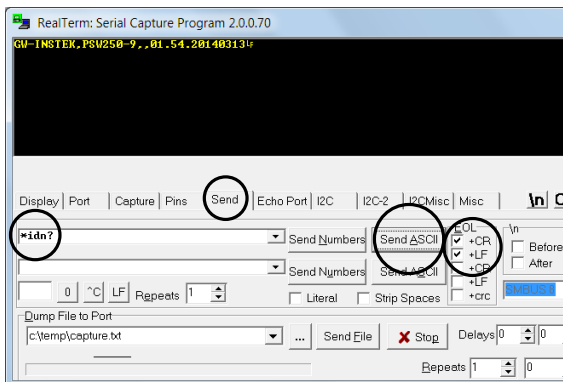 RealTerm: Serial Capture Program 2.0.0.70
GW-INSTEK,PSW250-9,,01.54.20140313LF
Display Port Capture Pins Send Echo Port I2C I2C-2 I2CMisc Misc \n
*idn? Send Numbers Send ASCII
EOL
+CR
+LF
\n
Before
After
Send Numbers Send ASCII
+CR
+LF
+crc
SMBUS 8
0 ^C LF Repeats 1 Literal Strip Spaces
Dump File to Port
c:\temp\capture.txt ... Send File Stop Delays 0 0
Repeats 1 0